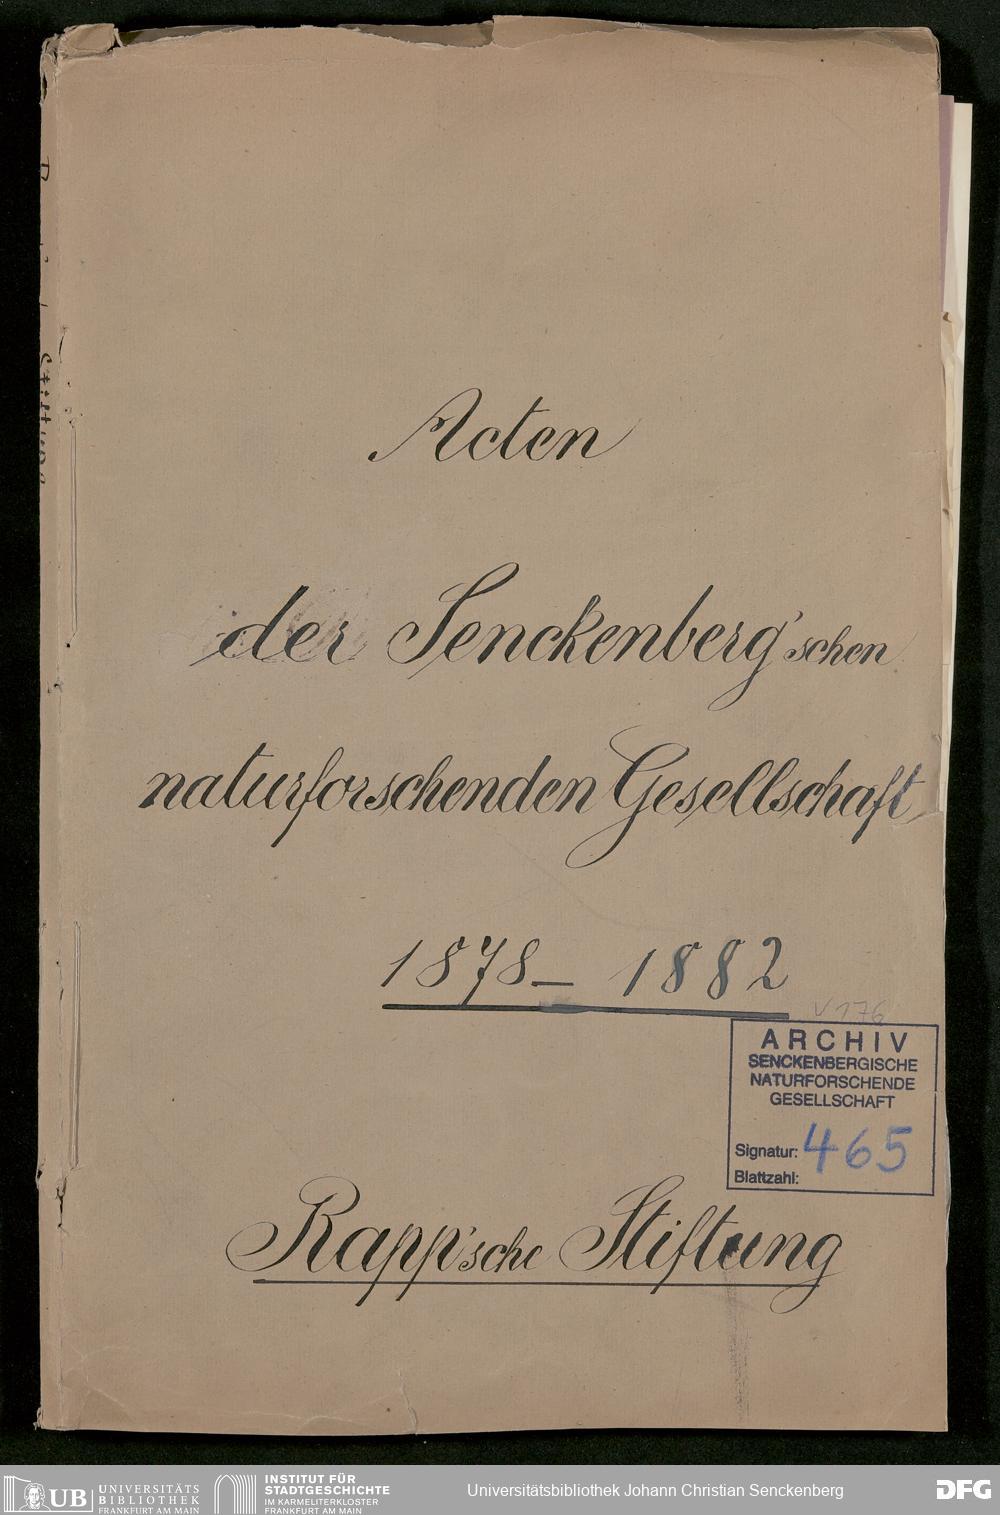 Acten
der Senckenberg'schen
naturforschenden Gesellschaft
1878 – 1882
V 176
ARCHIV
SENCKENBERGISCHE
NATURFORSCHENDE
GESELLSCHAFT
Signatur: 465
Blattzahl:
Rapp'sche Stiftung
UB UNIVERSITÄTS
BIBLIOTHEK
FRANKFURT AM MAIN
INSTITUT FÜR
STADTGESCHICHTE
IM KARMELITERKLOSTER
FRANKFURT AM MAIN
Universitätsbibliothek Johann Christian Senckenberg
DFG